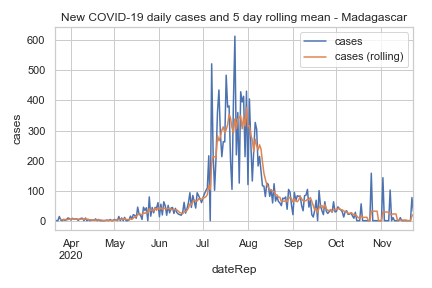 New COVID-19 daily cases and 5 day rolling mean - Madagascar
cases
cases (rolling)
600
500
400
300
200
100
0
cases
Apr May Jun Jul Aug Sep Oct Nov
2020
dateRep